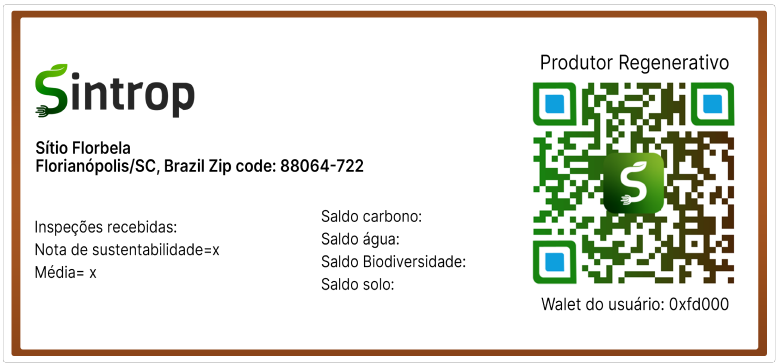 Sintrop
Sítio Florbela
Florianópolis/SC, Brazil Zip code: 88064-722
Inspeções recebidas:
Nota de sustentabilidade=x
Média= x
Saldo carbono:
Saldo água:
Saldo Biodiversidade:
Saldo solo:
Produtor Regenerativo
S
Walet do usuário: 0xfd000